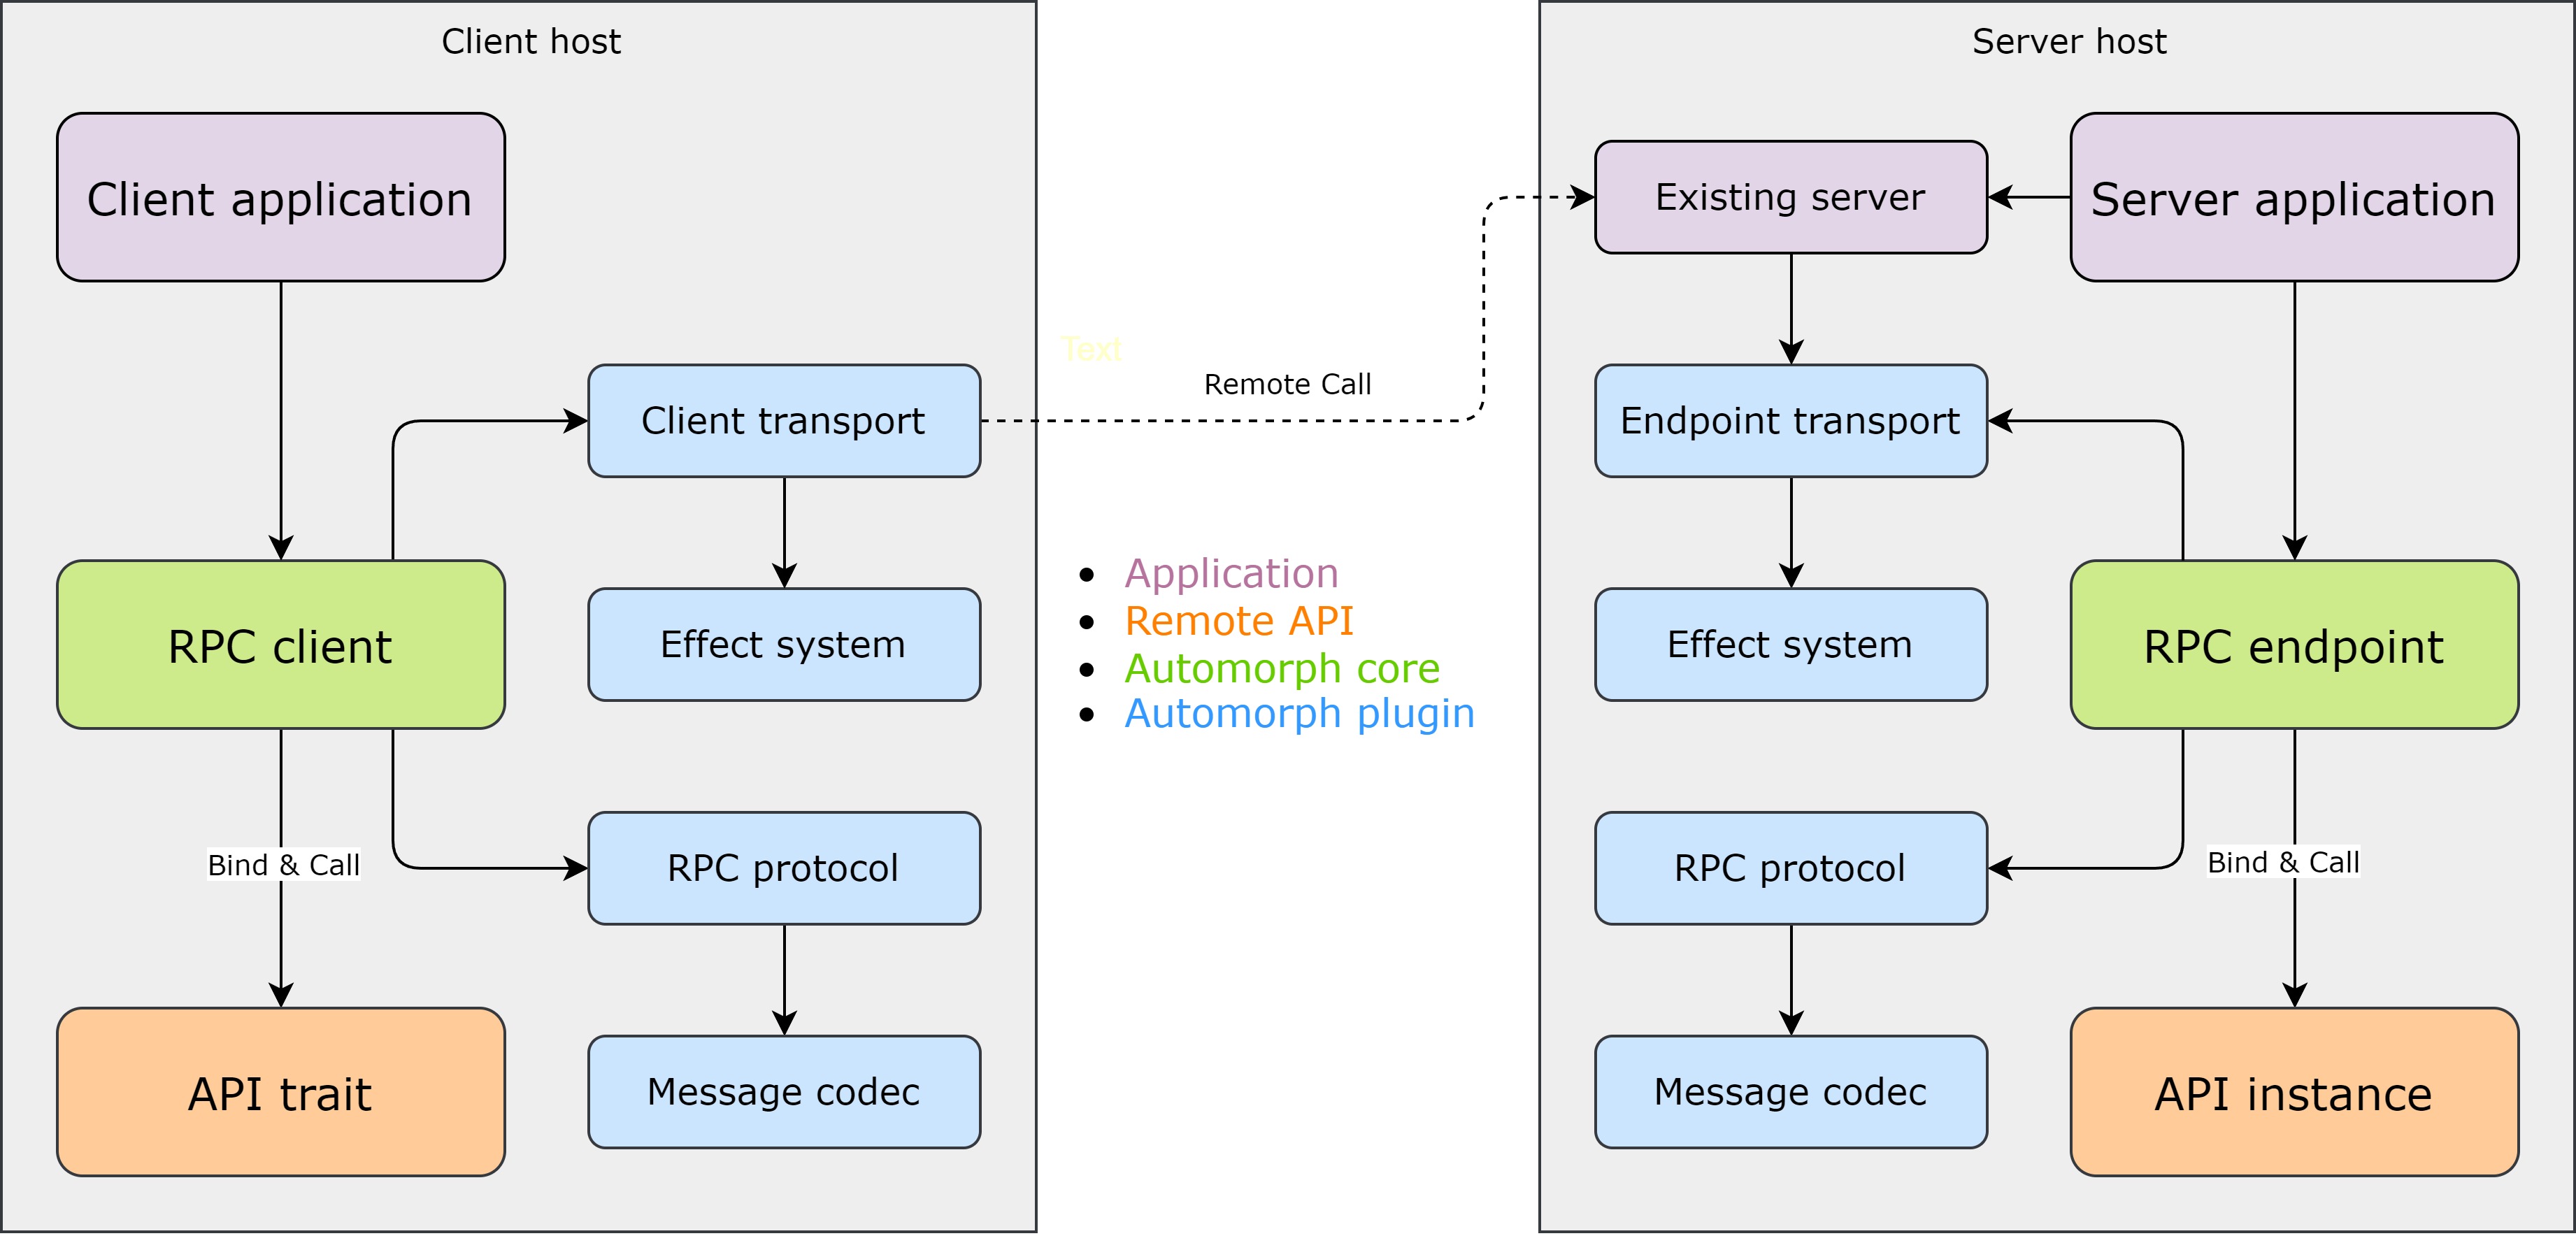 Client host
Client application
Client transport
RPC client
Effect system
Bind & Call
RPC protocol
API trait
Message codec
Text
Remote Call
• Application
• Remote API
• Automorph core
• Automorph plugin
Server host
Existing server
Server application
Endpoint transport
Effect system
RPC endpoint
RPC protocol
Bind & Call
Message codec
API instance